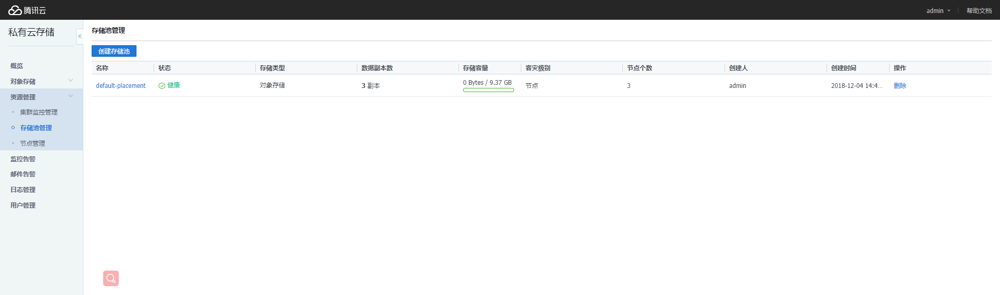 腾讯云
admin
帮助文档
私有云存储
概览
对象存储
资源管理
集群监控管理
存储池管理
节点管理
监控告警
邮件告警
日志管理
用户管理
存储池管理
创建存储池
名称 状态 存储类型 数据副本数 存储容量 容灾级别 节点个数 创建人 创建时间 操作
default-placement 健康 对象存储 3 副本 0 Bytes / 9.37 GB 节点 3 admin 2018-12-04 14:4... 删除